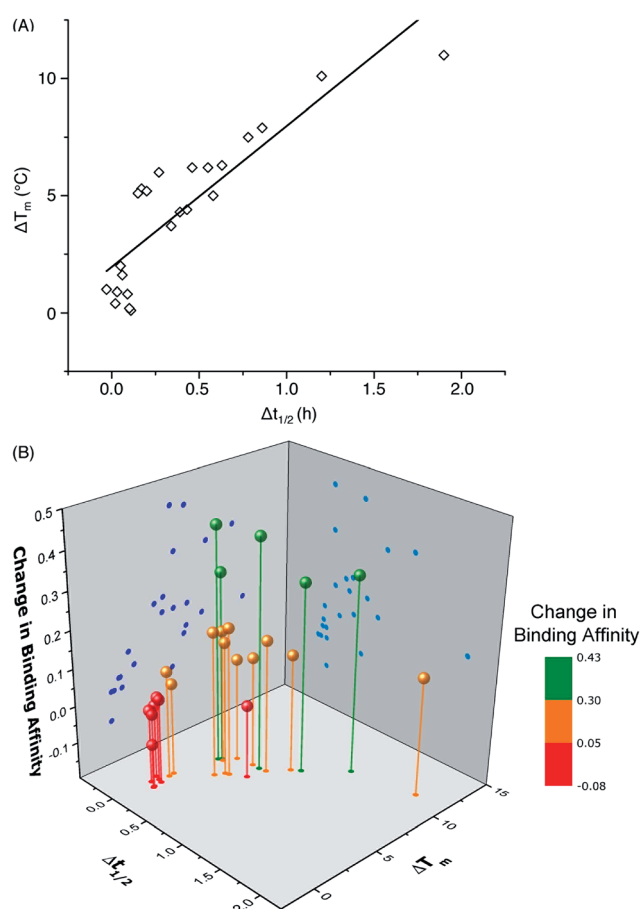 (A)
10
5
0
ΔTm (°C)
0.0 0.5 1.0 1.5 2.0
Δt1/2 (h)
(B)
0.5
0.4
0.3
0.2
0.1
0.0
-0.1
Change in Binding Affinity
0.0
0.5
1.0
1.5
2.0
Δt1/2
0
5
10
15
ΔTm
Change in
Binding Affinity
0.43
0.30
0.05
-0.08